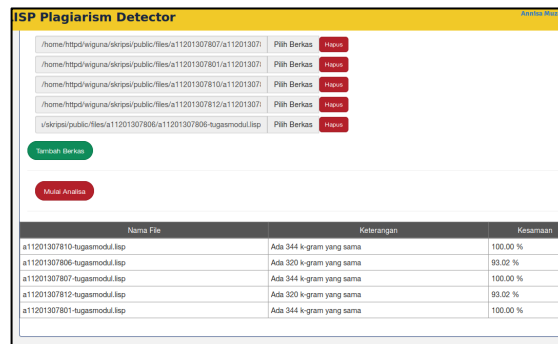 .ISP Plagiarism Detector
Annisa Muz
/home/httpd/wiguna/skripsi/public/files/a11201307807/a11201307 Pilih Berkas Hapus
/home/httpd/wiguna/skripsi/public/files/a11201307801/a11201307 Pilih Berkas Hapus
/home/httpd/wiguna/skripsi/public/files/a11201307810/a11201307 Pilih Berkas Hapus
/home/httpd/wiguna/skripsi/public/files/a11201307812/a11201307 Pilih Berkas Hapus
/skripsi/public/files/a11201307806/a11201307806-tugasmodul.lisp Pilih Berkas Hapus
Tambah Berkas
Mulai Analisa
Nama File Keterangan Kesamaan
a11201307810-tugasmodul.lisp Ada 344 k-gram yang sama 100.00 %
a11201307806-tugasmodul.lisp Ada 320 k-gram yang sama 93.02 %
a11201307807-tugasmodul.lisp Ada 344 k-gram yang sama 100.00 %
a11201307812-tugasmodul.lisp Ada 320 k-gram yang sama 93.02 %
a11201307801-tugasmodul.lisp Ada 344 k-gram yang sama 100.00 %